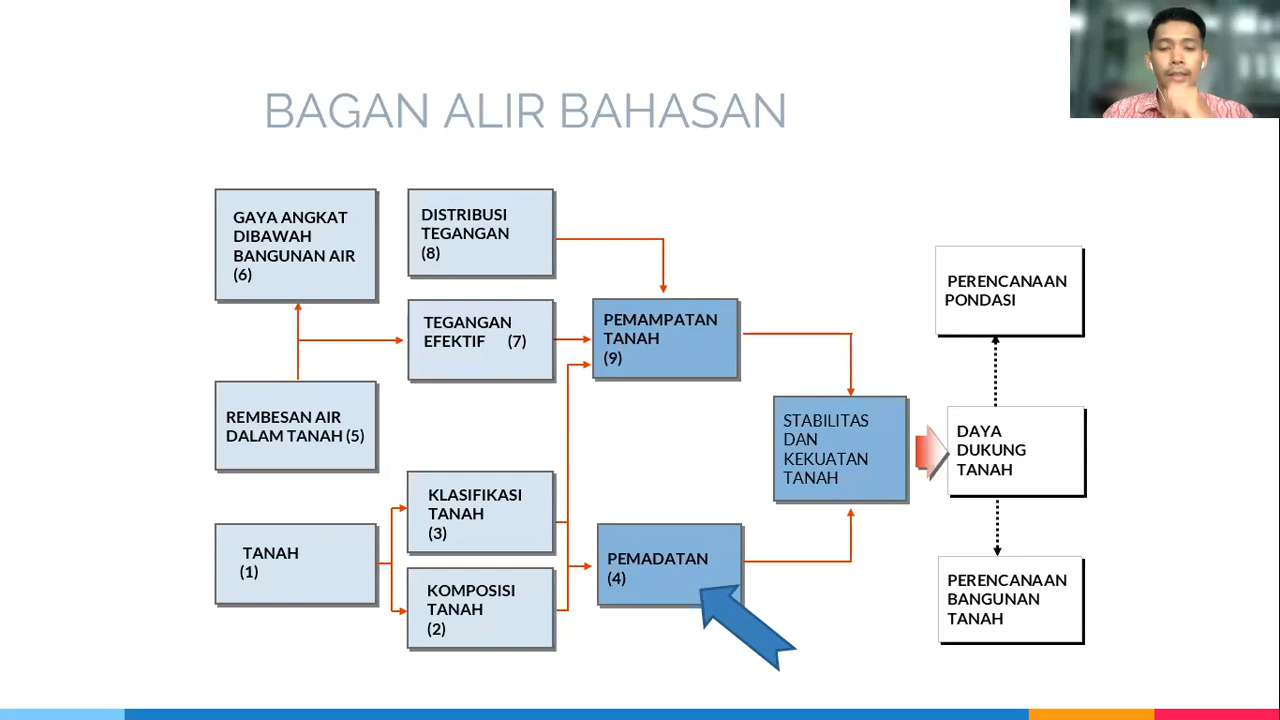 BAGAN ALIR BAHASAN
GAYA ANGKAT
DIBAWAH
BANGUNAN AIR
(6)
DISTRIBUSI
TEGANGAN
(8)
TEGANGAN
EFEKTIF (7)
PEMAMPATAN
TANAH
(9)
PERENCANAAN
PONDASI
REMBESAN AIR
DALAM TANAH (5)
STABILITAS
DAN
KEKUATAN
TANAH
DAYA
DUKUNG
TANAH
KLASIFIKASI
TANAH
(3)
TANAH
(1)
KOMPOSISI
TANAH
(2)
PEMADATAN
(4)
PERENCANAAN
BANGUNAN
TANAH